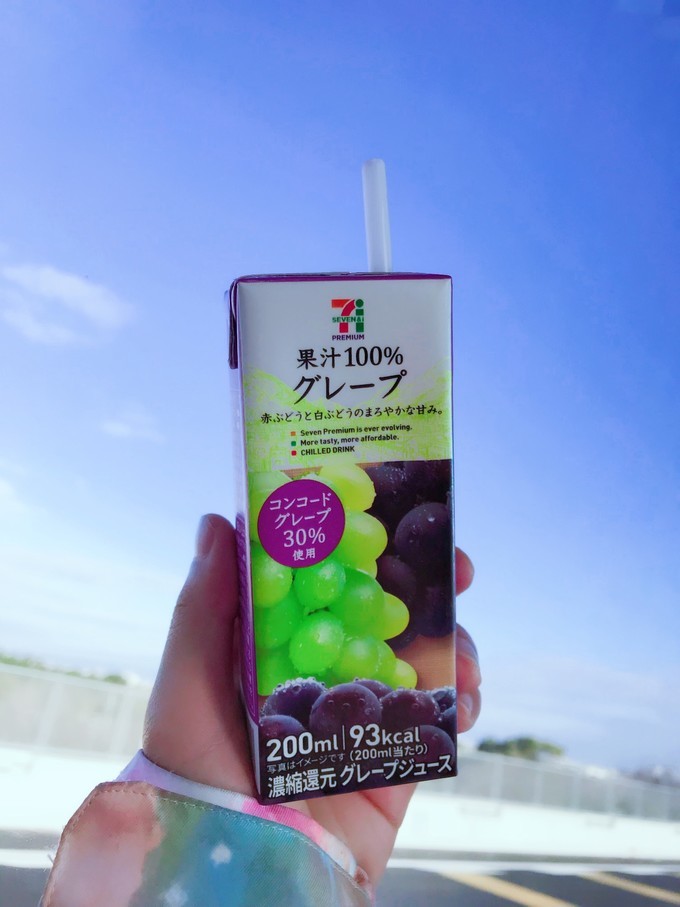 SEVEN&i
PREMIUM
果汁100%
グレープ
赤ぶどうと白ぶどうのまろやかな甘み。
Seven Premium is ever evolving.
More tasty, more affordable.
CHILLED DRINK
コンコード
グレープ
30%
使用
200ml 93kcal
写真はイメージです (200ml当たり)
濃縮還元 グレープジュース